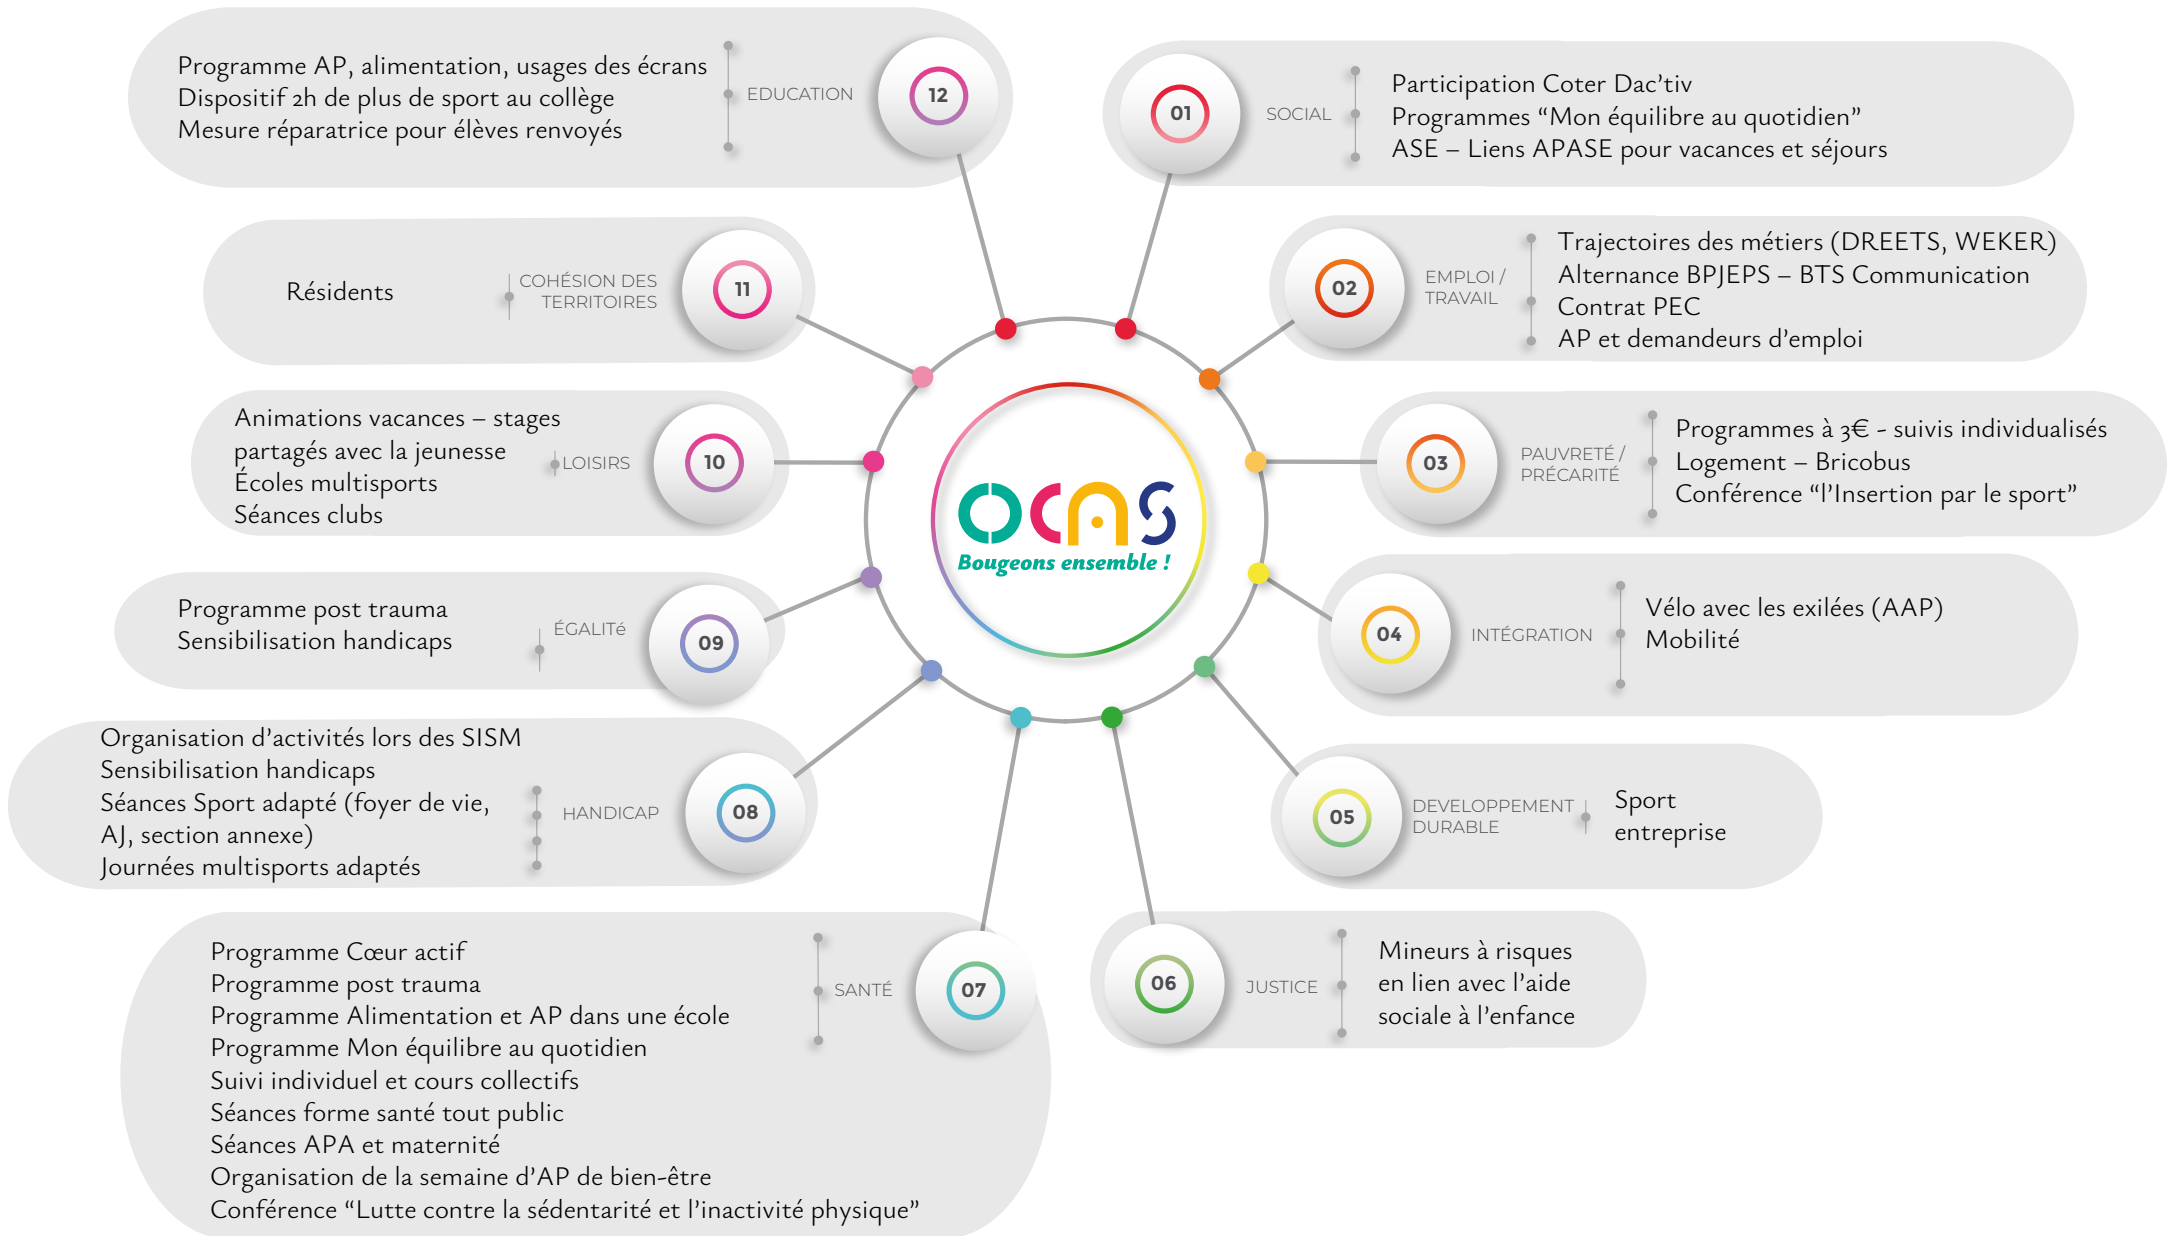 Programme AP, alimentation, usages des écrans
Dispositif 2h de plus de sport au collège
Mesure réparatrice pour élèves renvoyés
EDUCATION
12
01
SOCIAL
Participation Coter Dac’tiv
Programmes “Mon équilibre au quotidien”
ASE – Liens APASE pour vacances et séjours
Résidents
COHÉSION DES
TERRITOIRES
11
02
EMPLOI /
TRAVAIL
Trajectoires des métiers (DREETS, WEKER)
Alternance BPJEPS – BTS Communication
Contrat PEC
AP et demandeurs d’emploi
Animations vacances – stages
partagés avec la jeunesse
Écoles multisports
Séances clubs
LOISIRS
10
03
PAUVRETÉ /
PRÉCARITÉ
Programmes à 3€ - suivis individualisés
Logement – Bricobus
Conférence “l’Insertion par le sport”
OCAS
Bougeons ensemble !
Programme post trauma
Sensibilisation handicaps
ÉGALITé
09
04
INTÉGRATION
Vélo avec les exilées (AAP)
Mobilité
Organisation d’activités lors des SISM
Sensibilisation handicaps
Séances Sport adapté (foyer de vie,
AJ, section annexe)
Journées multisports adaptés
HANDICAP
08
05
DEVELOPPEMENT
DURABLE
Sport
entreprise
Programme Cœur actif
Programme post trauma
Programme Alimentation et AP dans une école
Programme Mon équilibre au quotidien
Suivi individuel et cours collectifs
Séances forme santé tout public
Séances APA et maternité
Organisation de la semaine d’AP de bien-être
Conférence “Lutte contre la sédentarité et l’inactivité physique”
SANTÉ
07
06
JUSTICE
Mineurs à risques
en lien avec l’aide
sociale à l’enfance